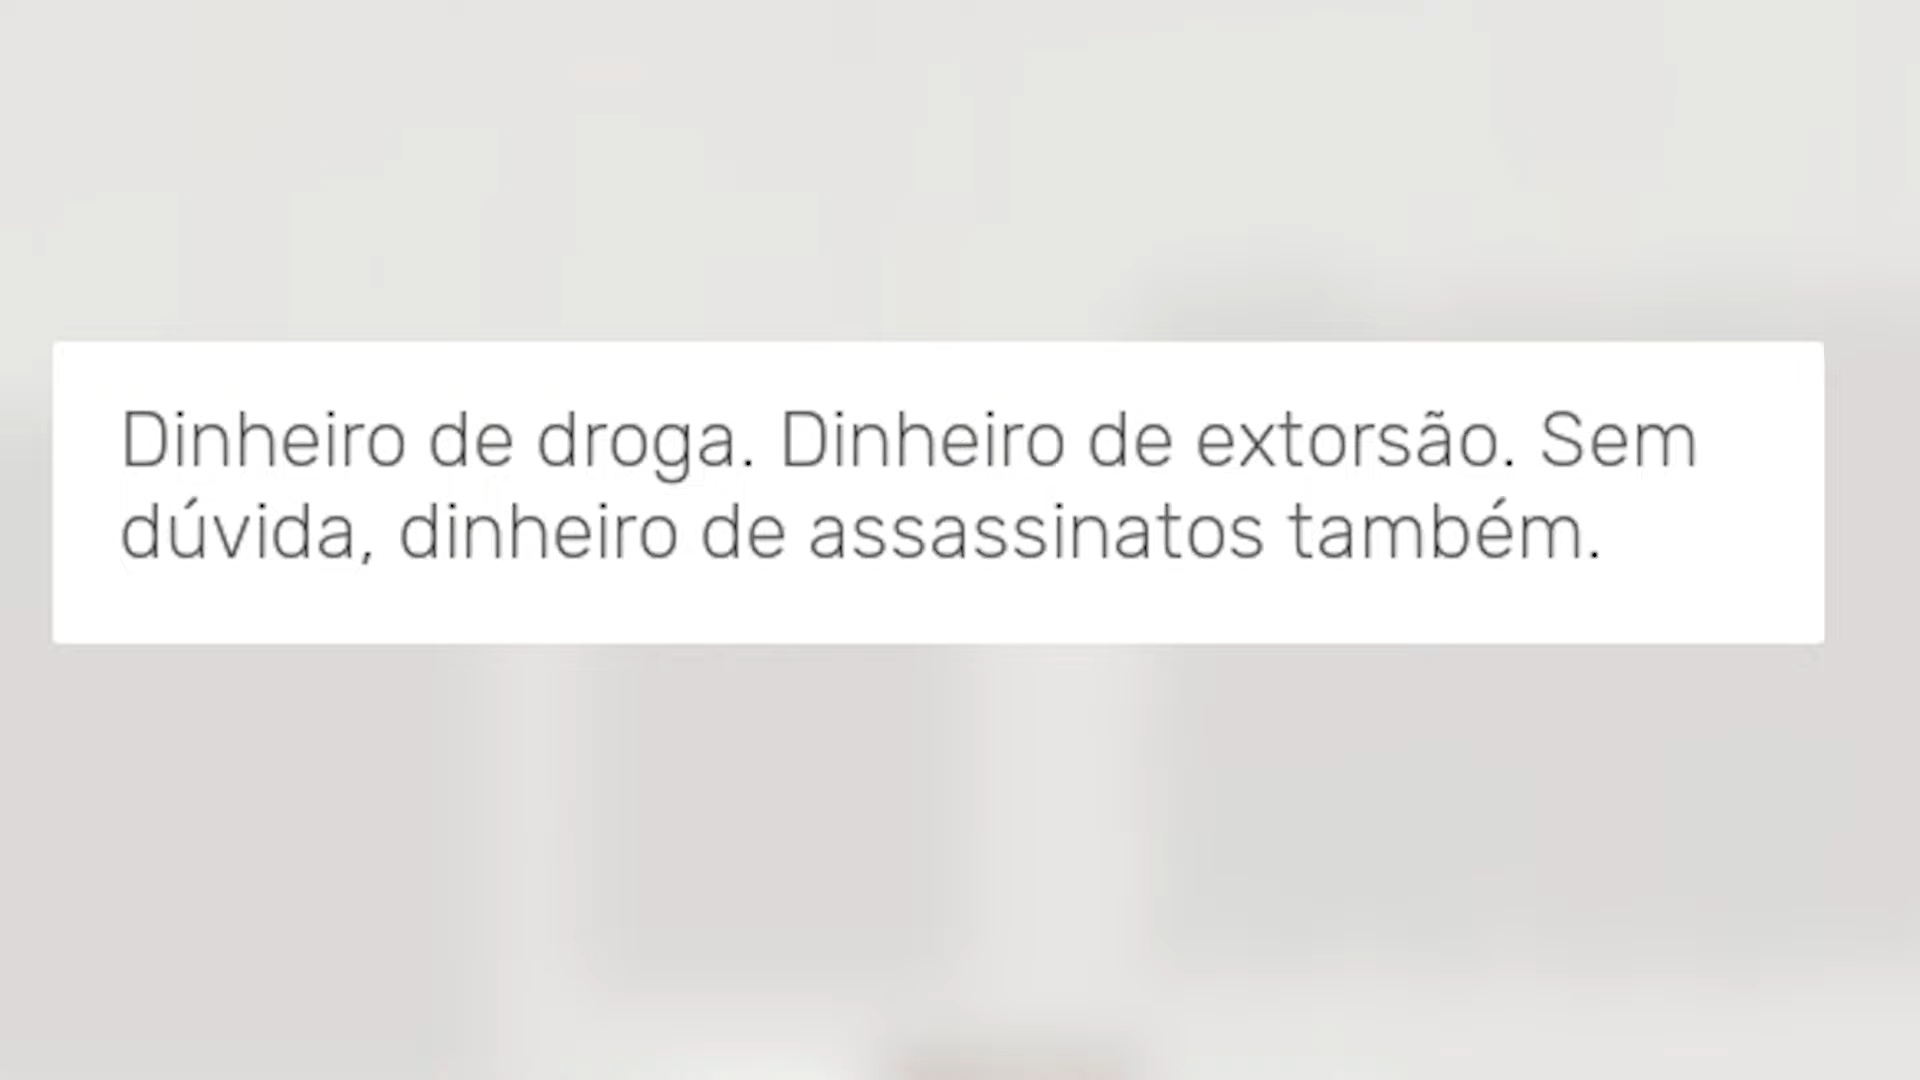 Dinheiro de droga. Dinheiro de extorsão. Sem
dúvida, dinheiro de assassinatos também.